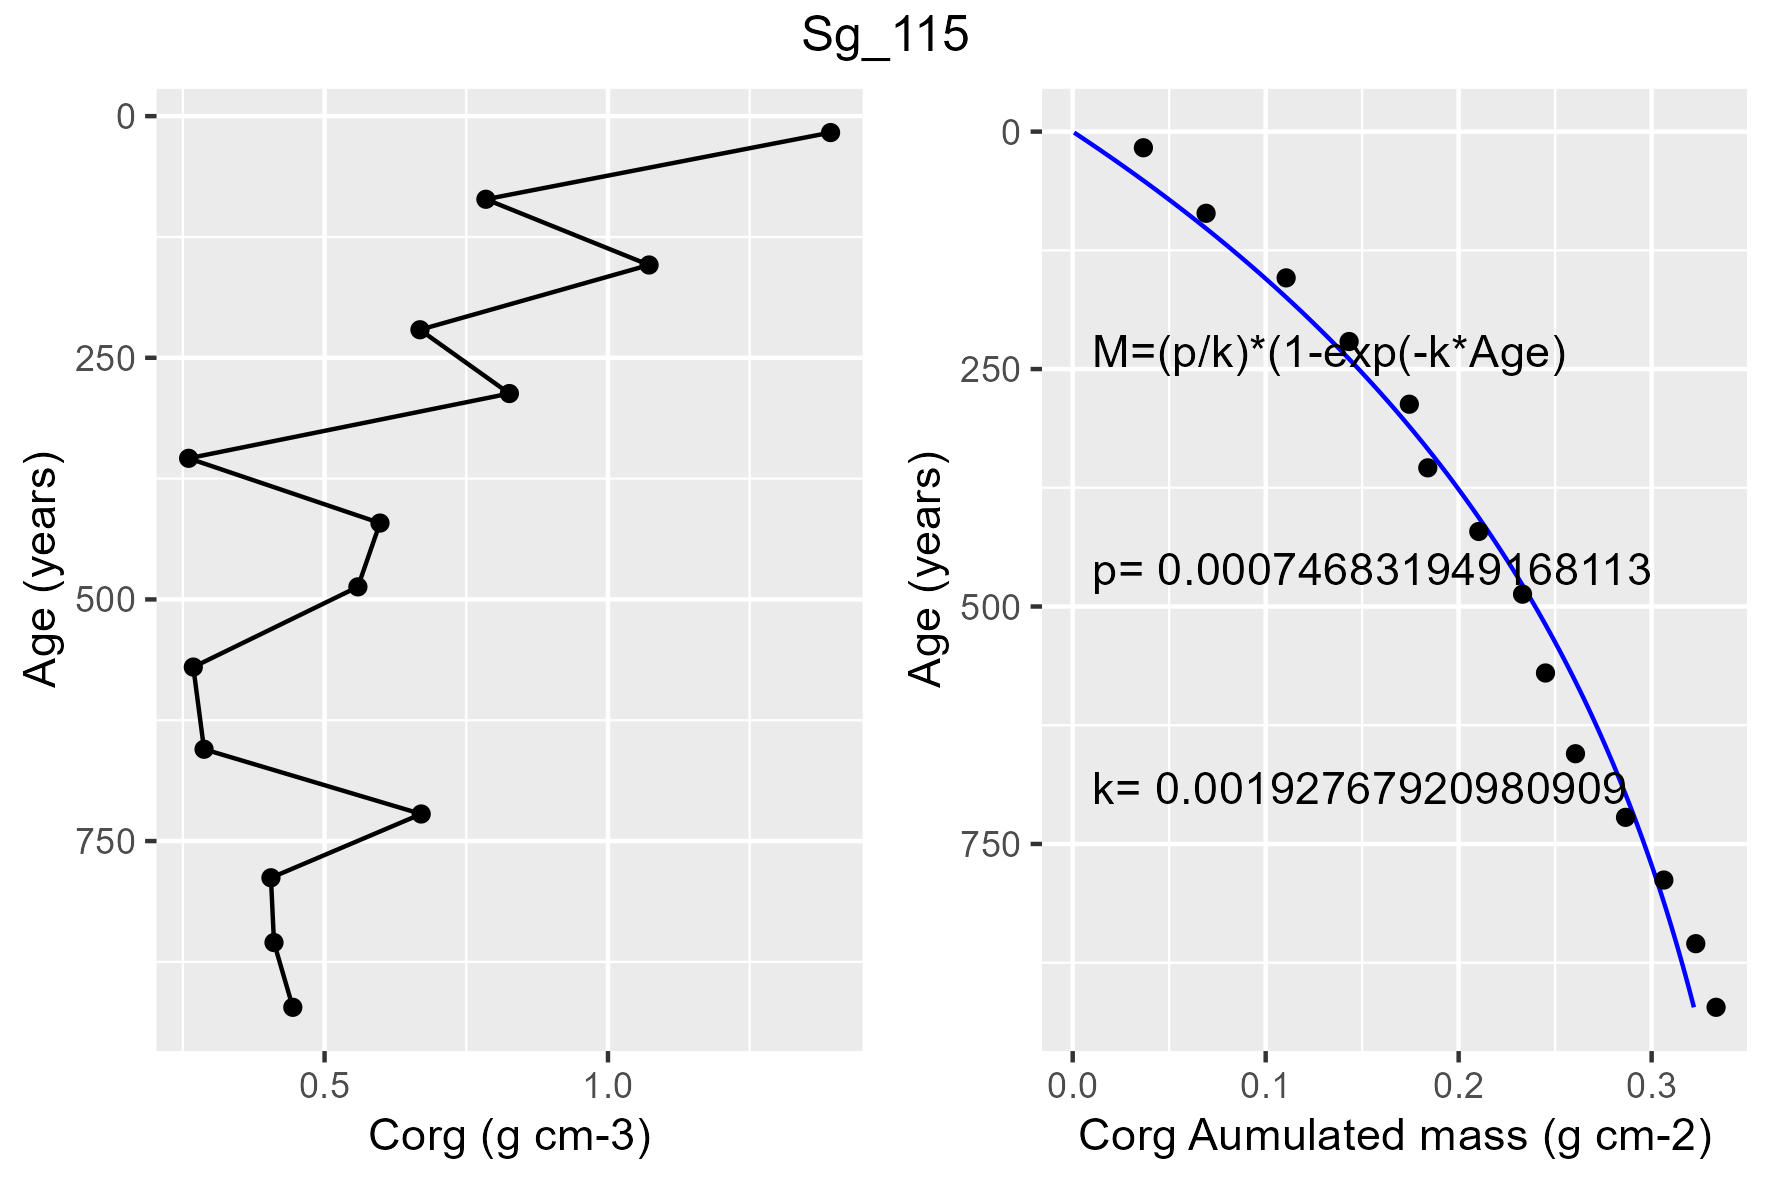 Sg_115
0
250
500
750
Age (years)
0.5 1.0
Corg (g cm-3)
0
250
500
750
Age (years)
M=(p/k)*(1-exp(-k*Age)
p= 0.000746831949168113
k= 0.00192767920980909
0.0 0.1 0.2 0.3
Corg Aumulated mass (g cm-2)